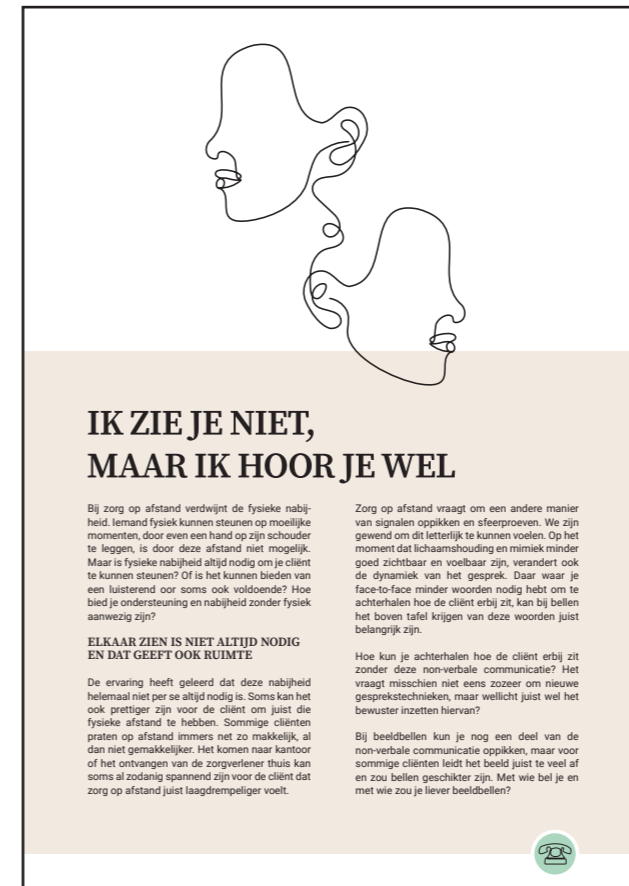 IK ZIE JE NIET,
MAAR IK HOOR JE WEL
Bij zorg op afstand verdwijnt de fysieke nabij-
heid. Iemand fysiek kunnen steunen op moeilijke
momenten, door even een hand op zijn schouder
te leggen, is door deze afstand niet mogelijk.
Maar is fysieke nabijheid altijd nodig om je cliënt
te kunnen steunen? Of is het kunnen bieden van
een luisterend oor soms ook voldoende? Hoe
bied je ondersteuning en nabijheid zonder fysiek
aanwezig zijn?
ELKAAR ZIEN IS NIET ALTIJD NODIG
EN DAT GEEFT OOK RUIMTE
De ervaring heeft geleerd dat deze nabijheid
helemaal niet per se altijd nodig is. Soms kan het
ook prettiger zijn voor de cliënt om juist die
fysieke afstand te hebben. Sommige cliënten
praten op afstand immers net zo makkelijk, al
dan niet gemakkelijker. Het komen naar kantoor
of het ontvangen van de zorgverlener thuis kan
soms al zodanig spannend zijn voor de cliënt dat
zorg op afstand juist laagdrempeliger voelt.
Zorg op afstand vraagt om een andere manier
van signalen oppikken en sfeerproeven. We zijn
gewend om dit letterlijk te kunnen voelen. Op het
moment dat lichaamshouding en mimiek minder
goed zichtbaar en voelbaar zijn, verandert ook
de dynamiek van het gesprek. Daar waar je
face-to-face minder woorden nodig hebt om te
achterhalen hoe de cliënt erbij zit, kan bij bellen
het boven tafel krijgen van deze woorden juist
belangrijk zijn.
Hoe kun je achterhalen hoe de cliënt erbij zit
zonder deze non-verbale communicatie? Het
vraagt misschien niet eens zozeer om nieuwe
gesprekstechnieken, maar wellicht juist wel het
bewuster inzetten hiervan?
Bij beeldbellen kun je nog een deel van de
non-verbale communicatie oppikken, maar voor
sommige cliënten leidt het beeld juist te veel af
en zou bellen geschikter zijn. Met wie bel je en
met wie zou je liever beeldbellen?